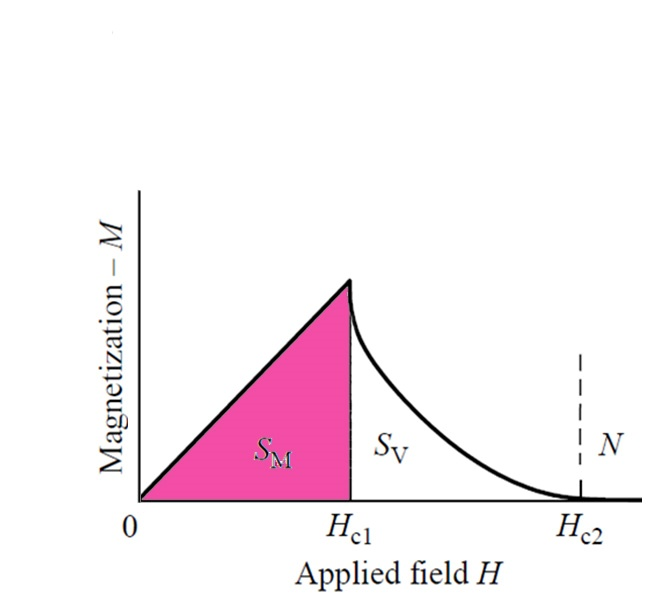 Magnetization – M
S_M
S_V
N
0
H_c1
H_c2
Applied field H